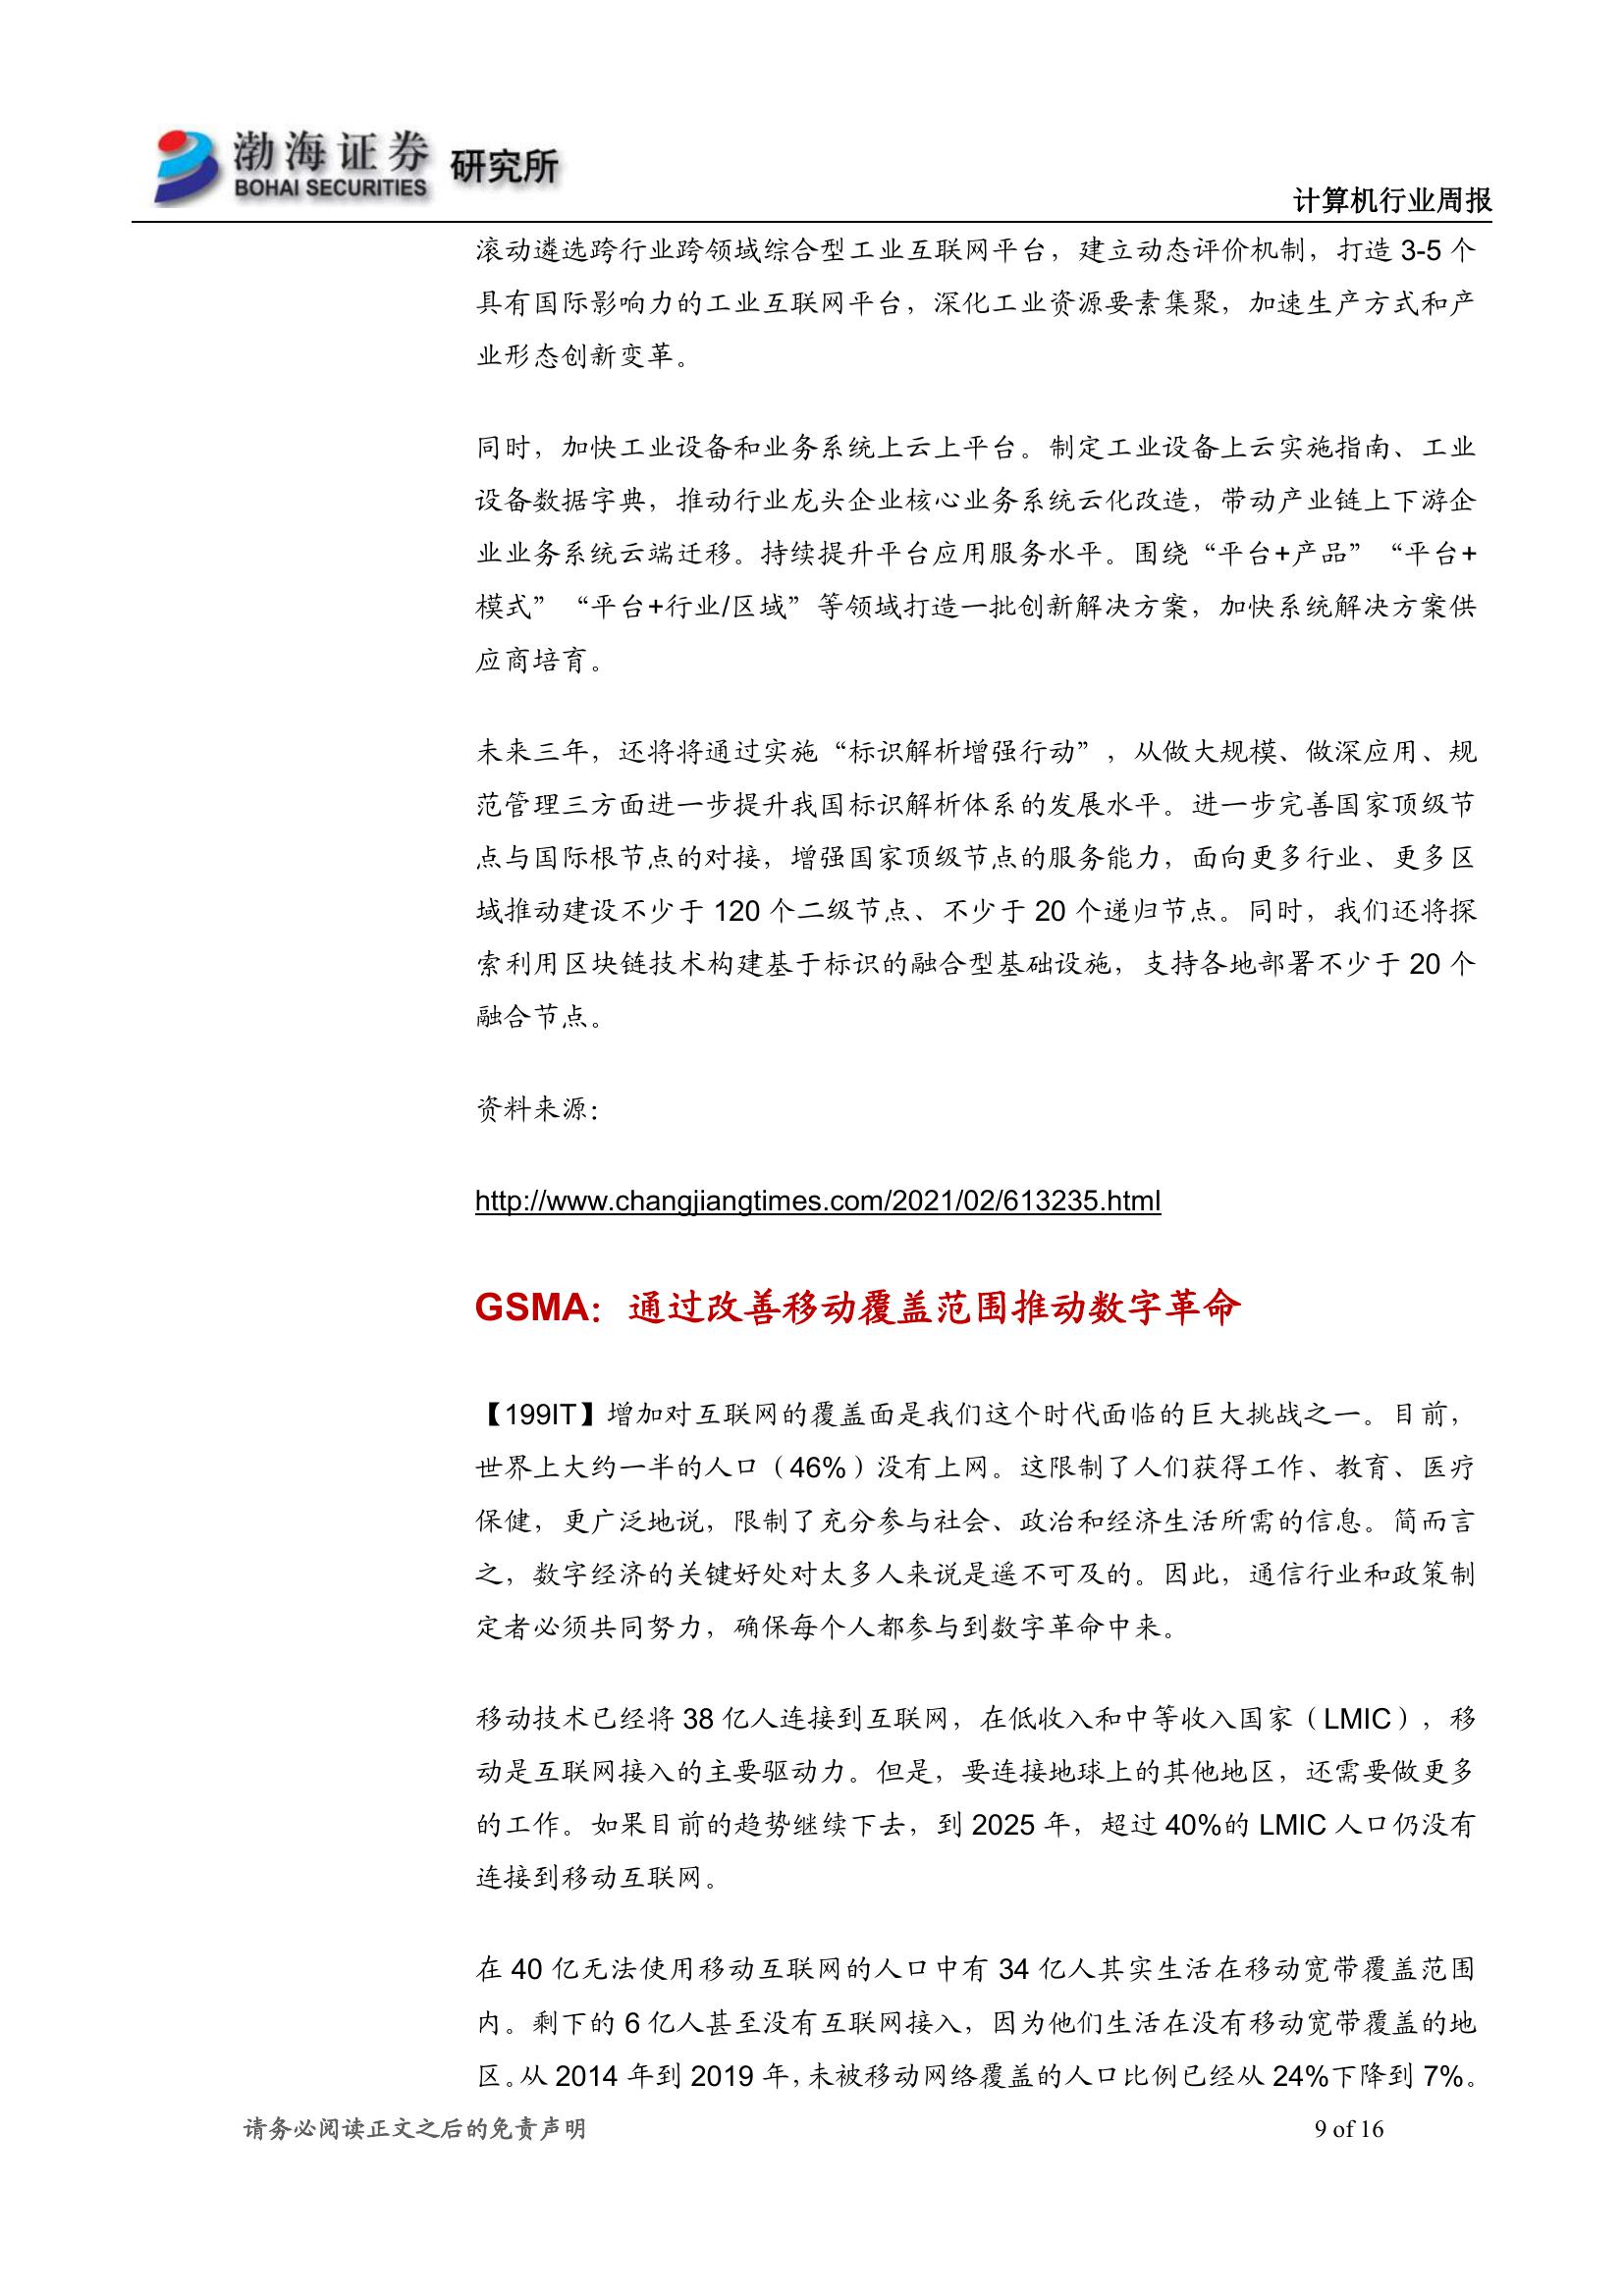 渤海证券 研究所
BOHAI SECURITIES
计算机行业周报
滚动遴选跨行业跨领域综合型工业互联网平台，建立动态评价机制，打造 3-5 个
具有国际影响力的工业互联网平台，深化工业资源要素集聚，加速生产方式和产
业形态创新变革。
同时，加快工业设备和业务系统上云上平台。制定工业设备上云实施指南、工业
设备数据字典，推动行业龙头企业核心业务系统云化改造，带动产业链上下游企
业业务系统云端迁移。持续提升平台应用服务水平。围绕“平台+产品”“平台+
模式”“平台+行业/区域”等领域打造一批创新解决方案，加快系统解决方案供
应商培育。
未来三年，还将将通过实施“标识解析增强行动”，从做大规模、做深应用、规
范管理三方面进一步提升我国标识解析体系的发展水平。进一步完善国家顶级节
点与国际根节点的对接，增强国家顶级节点的服务能力，面向更多行业、更多区
域推动建设不少于 120 个二级节点、不少于 20 个递归节点。同时，我们还将探
索利用区块链技术构建基于标识的融合型基础设施，支持各地部署不少于 20 个
融合节点。
资料来源：
http://www.changjiangtimes.com/2021/02/613235.html
GSMA：通过改善移动覆盖范围推动数字革命
【199IT】增加对互联网的覆盖面是我们这个时代面临的巨大挑战之一。目前，
世界上大约一半的人口（46%）没有上网。这限制了人们获得工作、教育、医疗
保健，更广泛地说，限制了充分参与社会、政治和经济生活所需的信息。简而言
之，数字经济的关键好处对太多人来说是遥不可及的。因此，通信行业和政策制
定者必须共同努力，确保每个人都参与到数字革命中来。
移动技术已经将 38 亿人连接到互联网，在低收入和中等收入国家（LMIC），移
动是互联网接入的主要驱动力。但是，要连接地球上的其他地区，还需要做更多
的工作。如果目前的趋势继续下去，到 2025 年，超过 40%的 LMIC 人口仍没有
连接到移动互联网。
在 40 亿无法使用移动互联网的人口中有 34 亿人其实生活在移动宽带覆盖范围
内。剩下的 6 亿人甚至没有互联网接入，因为他们生活在没有移动宽带覆盖的地
区。从 2014 年到 2019 年，未被移动网络覆盖的人口比例已经从 24%下降到 7%。
请务必阅读正文之后的免责声明
9 of 16